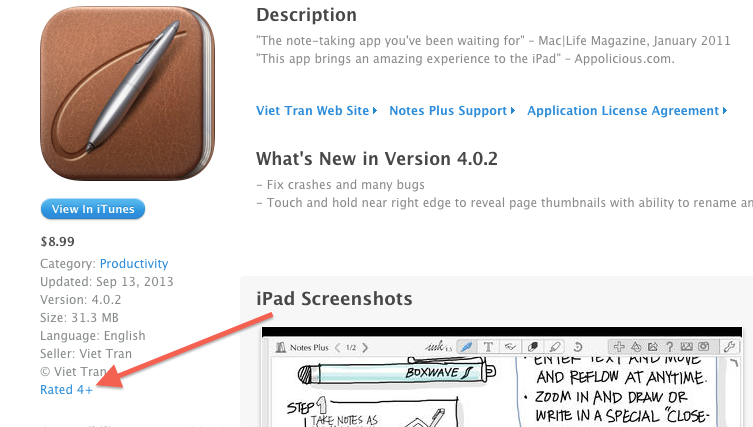 Description
"The note-taking app you've been waiting for" – Mac|Life Magazine, January 2011
"This app brings an amazing experience to the iPad" – Appolicious.com.
Viet Tran Web Site
Notes Plus Support
Application License Agreement
What's New in Version 4.0.2
- Fix crashes and many bugs
- Touch and hold near right edge to reveal page thumbnails with ability to rename an
View In iTunes
$8.99
Category: Productivity
Updated: Sep 13, 2013
Version: 4.0.2
Size: 31.3 MB
Language: English
Seller: Viet Tran
© Viet Tran
Rated 4+
iPad Screenshots
Notes Plus
1/2
T
BOXWAVE
STEP 1
TAKE NOTES AS
• ENTER TEXT AND MOVE
AND REFLOW AT ANYTIME.
• ZOOM IN AND DRAW OR
WRITE IN A SPECIAL "CLOSE-